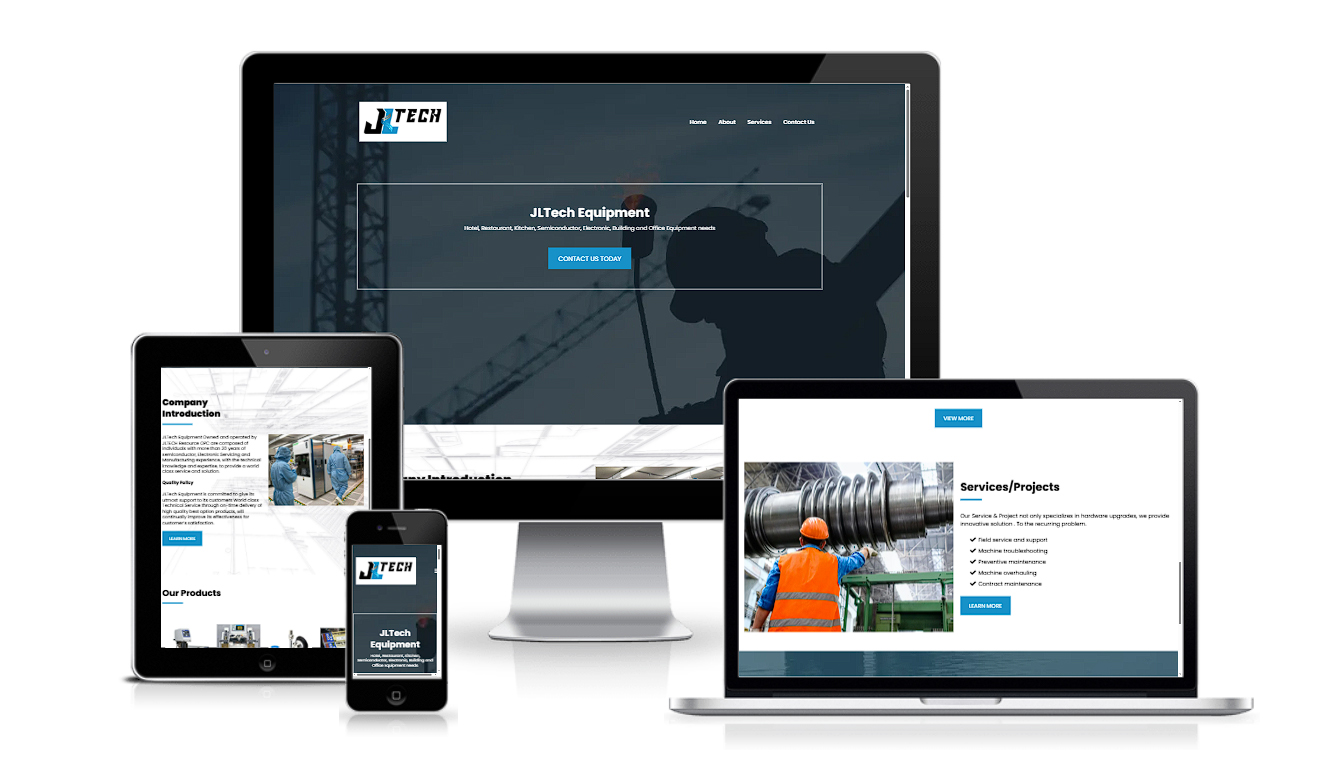 JLTECH
Home About Services Contact Us
JLTech Equipment
Hotel, Restaurant, Kitchen, Semiconductor, Electronic, Building and Office Equipment needs
CONTACT US TODAY
Introduction
Company
Introduction
JLTech Equipment Owned and operated by
JLTECH Resource OPC are composed of
individuals with more than 20 years of
semiconductor, Electronic Servicing and
Manufacturing experience, with the technical
knowledge and expertise, to provide a world
class service and solution.
Quality Policy
JLTech Equipment is committed to give its
utmost support to its customers World class
Technical Service through on-time delivery of
high quality best option products, will
continually improve its effectiveness for
customer's satisfaction.
LEARN MORE
Our Products
JLTECH
JLTech
Equipment
Hotel, Restaurant, Kitchen,
Semiconductor, Electronic, Building and
Office Equipment needs
VIEW MORE
Services/Projects
Our Service & Project not only specializes in hardware upgrades, we provide
innovative solution . To the recurring problem.
Field service and support
Machine troubleshooting
Preventive maintenance
Machine overhauling
Contract maintenance
LEARN MORE